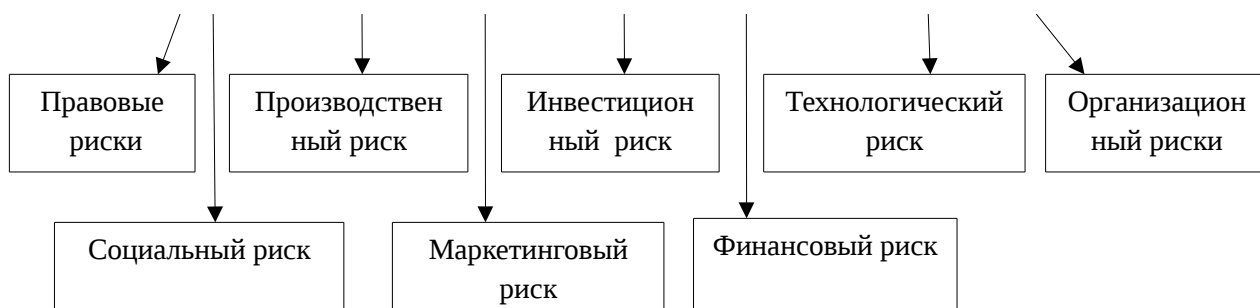 Правовые
риски
Производствен
ный риск
Инвестицион
ный  риск
Технологический
риск
Организацион
ный риски
Социальный риск
Маркетинговый
риск
Финансовый риск